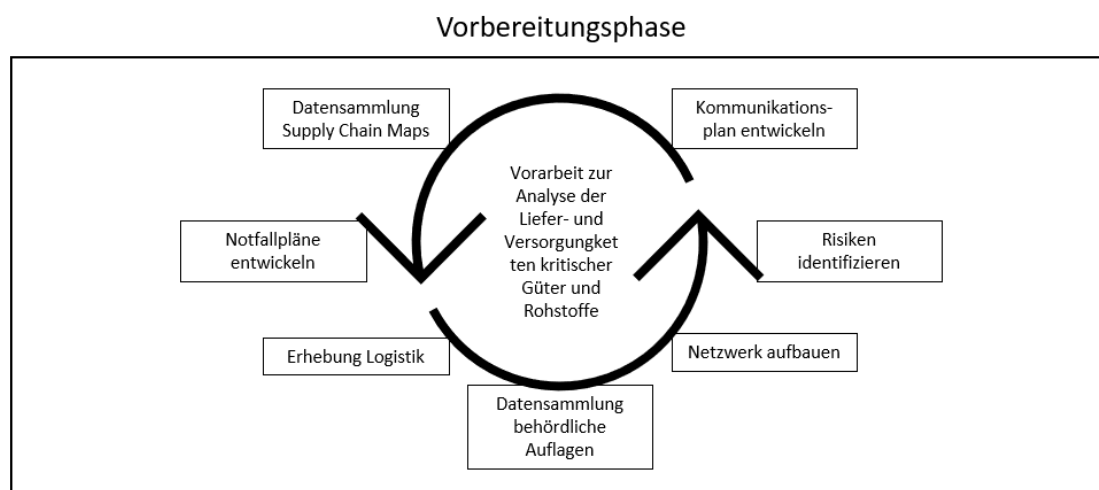 Vorbereitungsphase
Datensammlung
Supply Chain Maps
Kommunikations-
plan entwickeln
Vorarbeit zur
Analyse der
Liefer- und
Versorgungket
ten kritischer
Güter und
Rohstoffe
Notfallpläne
entwickeln
Risiken
identifizieren
Erhebung Logistik
Netzwerk aufbauen
Datensammlung
behördliche
Auflagen